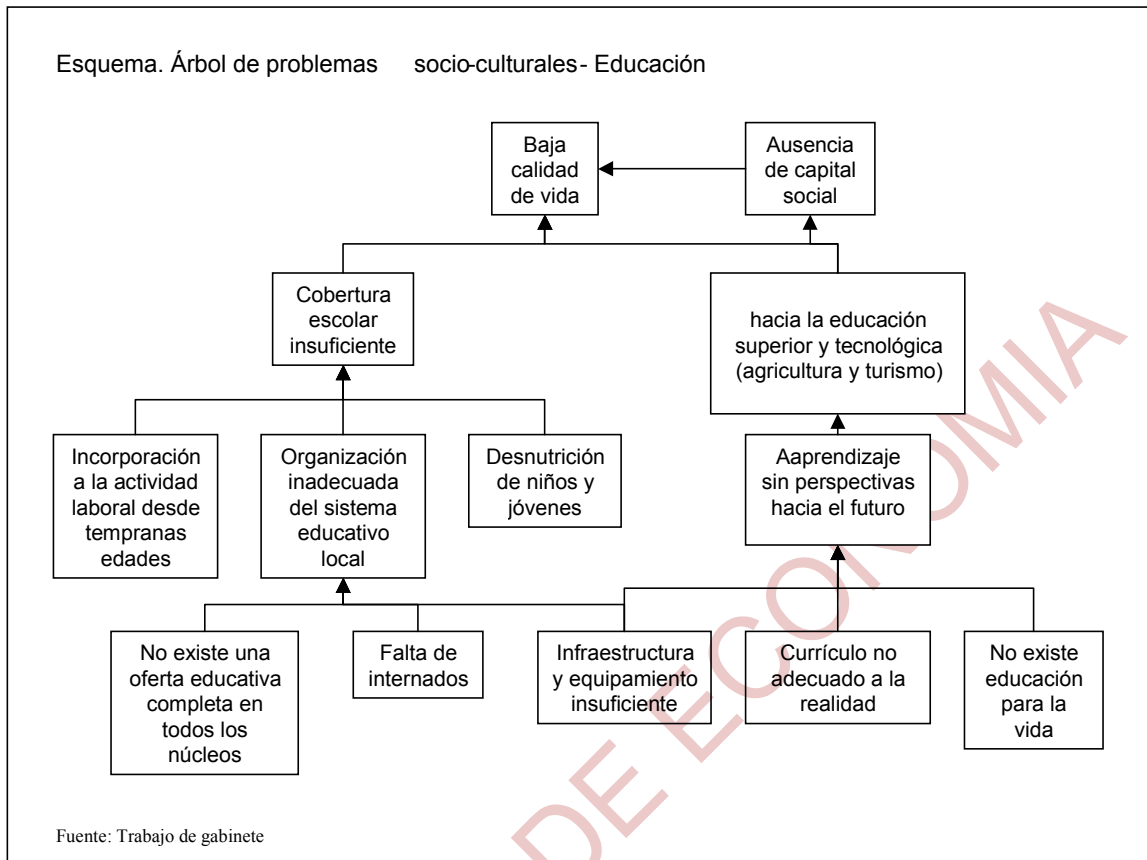 Esquema. Árbol de problemas socio-culturales- Educación
Baja
calidad
de vida
Ausencia
de capital
social
Cobertura
escolar
insuficiente
hacia la educación
superior y tecnológica
(agricultura y turismo)
Incorporación
a la actividad
laboral desde
tempranas
edades
Organización
inadecuada
del sistema
educativo
local
Desnutrición
de niños y
jóvenes
Aaprendizaje
sin perspectivas
hacia el futuro
No existe una
oferta educativa
completa en
todos los
núcleos
Falta de
internados
Infraestructura
y equipamiento
insuficiente
Currículo no
adecuado a la
realidad
No existe
educación
para la
vida
Fuente: Trabajo de gabinete
DE ECONOMIA